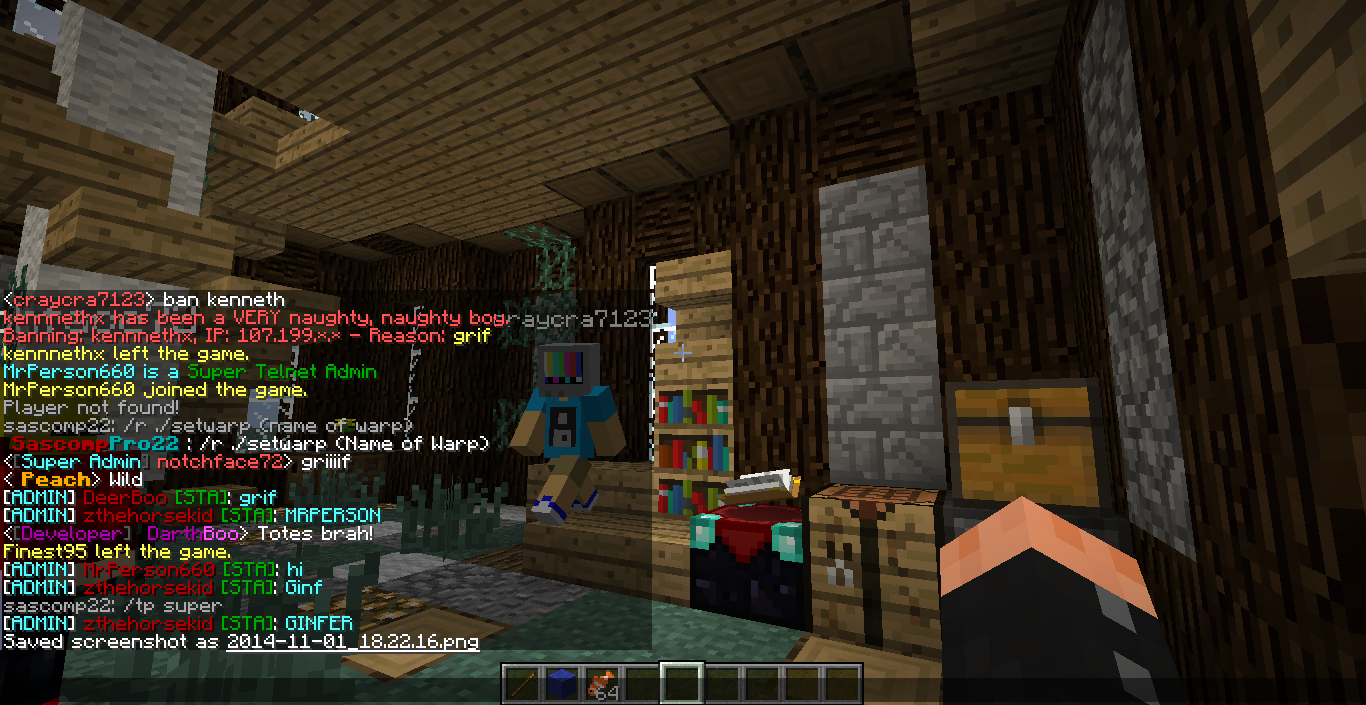 <craycra7123> ban kenneth
kennnethx has been a VERY naughty, naughty boy.
raycra7123
Banning: kennnethx, IP: 107.199.*.* - Reason: grif
kennnethx left the game.
MrPerson660 is a Super Telnet Admin
MrPerson660 joined the game.
Player not found!
sascomp22: /r ./setwarp (name of warp)
SascompPro22 : /r ./setwarp (Name of Warp)
<[Super Admin] notchface72> griiiif
< Peach> Wild
[ADMIN] DeerBoo [STA]: grif
[ADMIN] zthehorsekid [STA]: MRPERSON
<[Developer] DarthBoo> Totes brah!
Finest95 left the game.
[ADMIN] MrPerson660 [STA]: hi
[ADMIN] zthehorsekid [STA]: Ginf
sascomp22: /tp super
[ADMIN] zthehorsekid [STA]: GINFER
Saved screenshot as 2014-11-01_18.22.16.png
64